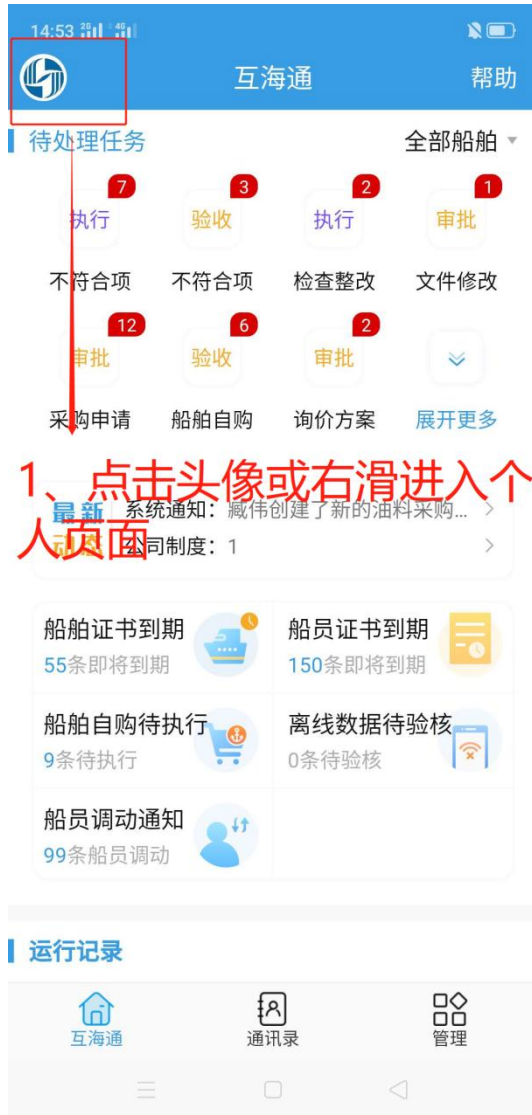 14:53 2G 4G
互海通 帮助
待处理任务 全部船舶
7 3 2 1
执行 验收 执行 审批
不符合项 不符合项 检查整改 文件修改
12 6 2
审批 验收 审批
采购申请 船舶自购 询价方案 展开更多
1、点击头像或右滑进入个
人页面
最新 系统通知：臧伟创建了新的油料采购...
动态 公司制度：1
船舶证书到期 船员证书到期
55条即将到期 150条即将到期
船舶自购待执行 离线数据待验核
9条待执行 0条待验核
船员调动通知
99条船员调动
运行记录
互海通 通讯录 管理